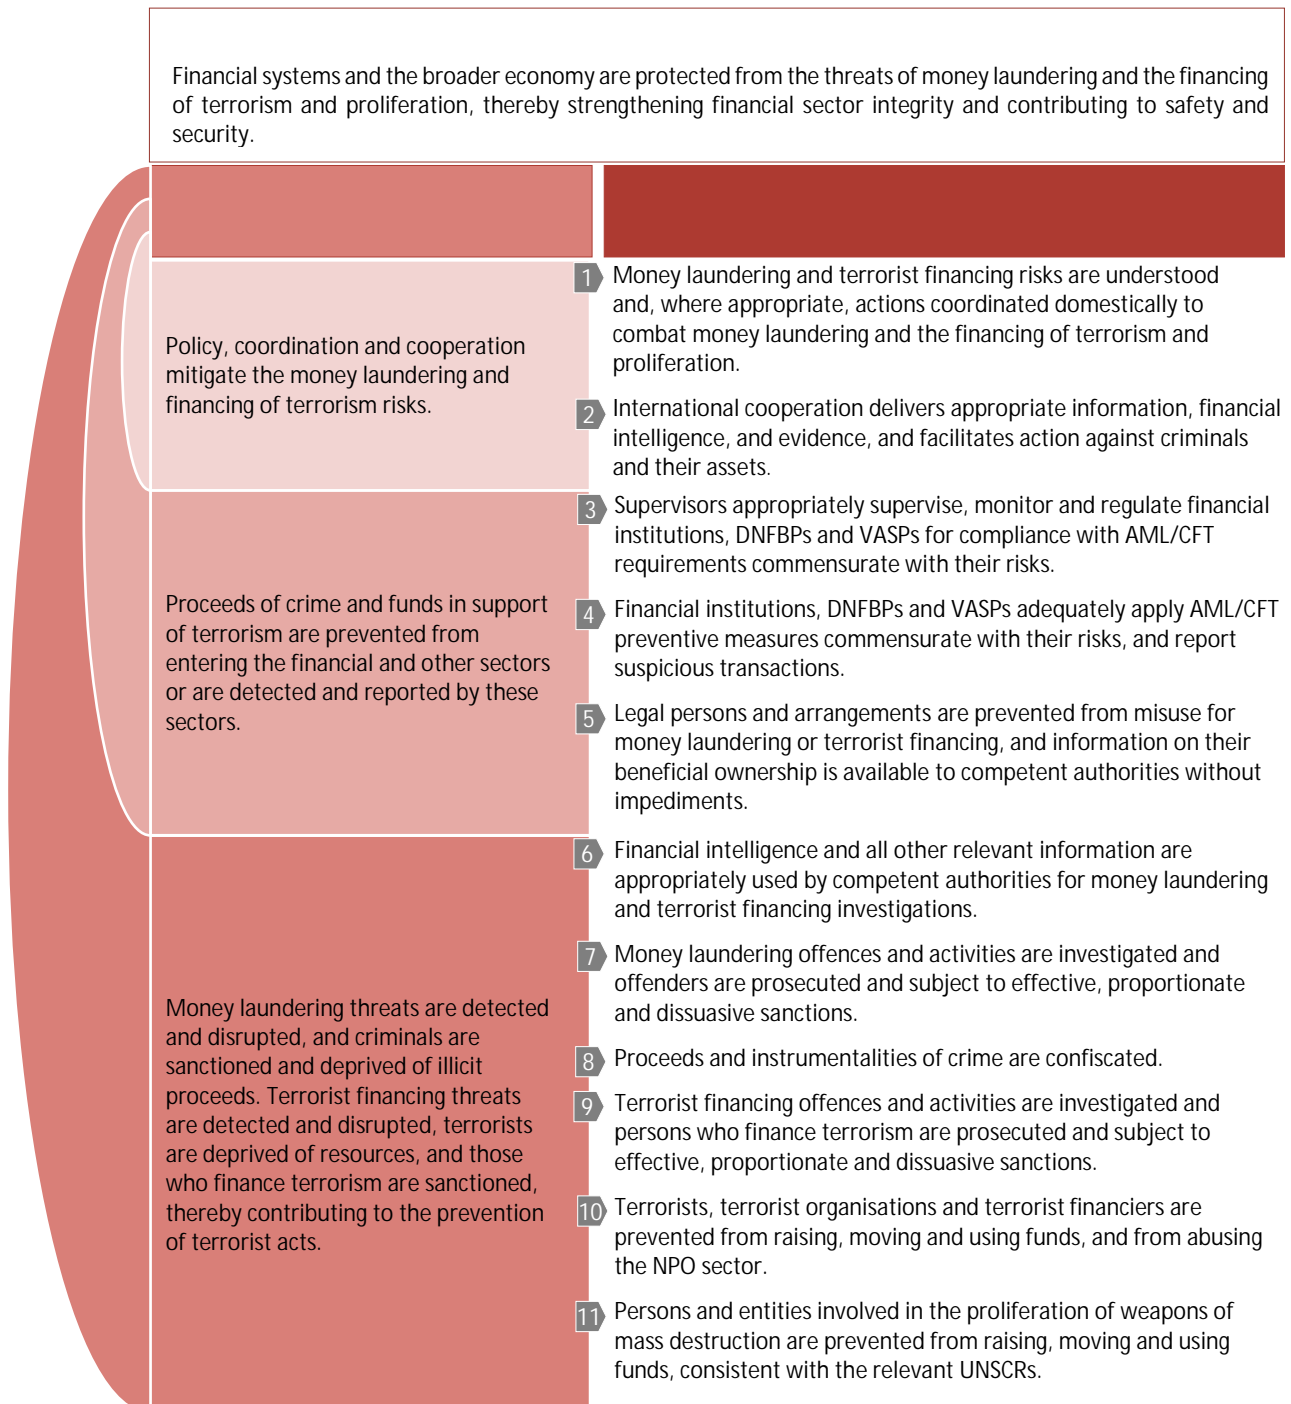 Financial systems and the broader economy are protected from the threats of money laundering and the financing
of terrorism and proliferation, thereby strengthening financial sector integrity and contributing to safety and
security.
Policy, coordination and cooperation
mitigate the money laundering and
financing of terrorism risks.
1 Money laundering and terrorist financing risks are understood
and, where appropriate, actions coordinated domestically to
combat money laundering and the financing of terrorism and
proliferation.
2 International cooperation delivers appropriate information, financial
intelligence, and evidence, and facilitates action against criminals
and their assets.
Proceeds of crime and funds in support
of terrorism are prevented from
entering the financial and other sectors
or are detected and reported by these
sectors.
3 Supervisors appropriately supervise, monitor and regulate financial
institutions, DNFBPs and VASPs for compliance with AML/CFT
requirements commensurate with their risks.
4 Financial institutions, DNFBPs and VASPs adequately apply AML/CFT
preventive measures commensurate with their risks, and report
suspicious transactions.
5 Legal persons and arrangements are prevented from misuse for
money laundering or terrorist financing, and information on their
beneficial ownership is available to competent authorities without
impediments.
Money laundering threats are detected
and disrupted, and criminals are
sanctioned and deprived of illicit
proceeds. Terrorist financing threats
are detected and disrupted, terrorists
are deprived of resources, and those
who finance terrorism are sanctioned,
thereby contributing to the prevention
of terrorist acts.
6 Financial intelligence and all other relevant information are
appropriately used by competent authorities for money laundering
and terrorist financing investigations.
7 Money laundering offences and activities are investigated and
offenders are prosecuted and subject to effective, proportionate
and dissuasive sanctions.
8 Proceeds and instrumentalities of crime are confiscated.
9 Terrorist financing offences and activities are investigated and
persons who finance terrorism are prosecuted and subject to
effective, proportionate and dissuasive sanctions.
10 Terrorists, terrorist organisations and terrorist financiers are
prevented from raising, moving and using funds, and from abusing
the NPO sector.
11 Persons and entities involved in the proliferation of weapons of
mass destruction are prevented from raising, moving and using
funds, consistent with the relevant UNSCRs.